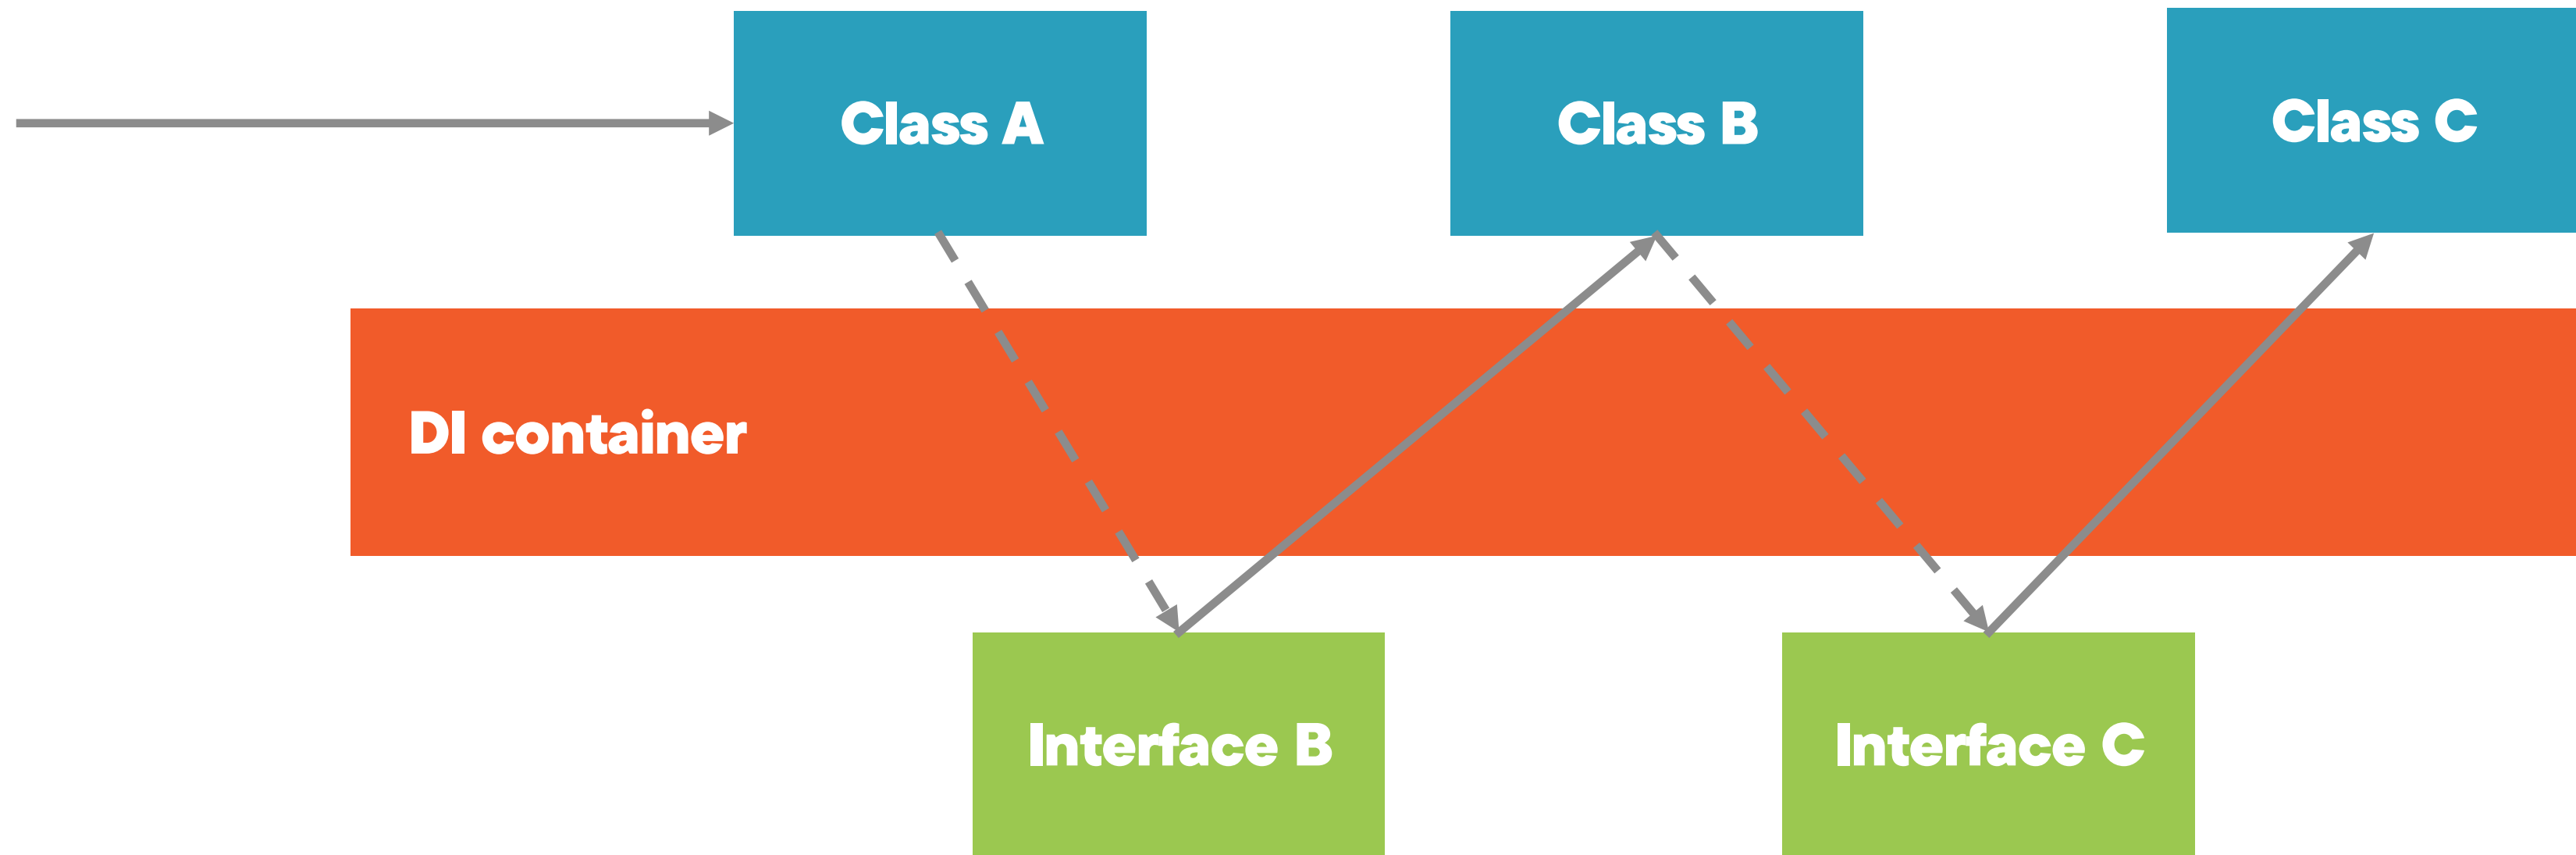 Class A
Class B
Class C
DI container
Interface B
Interface C